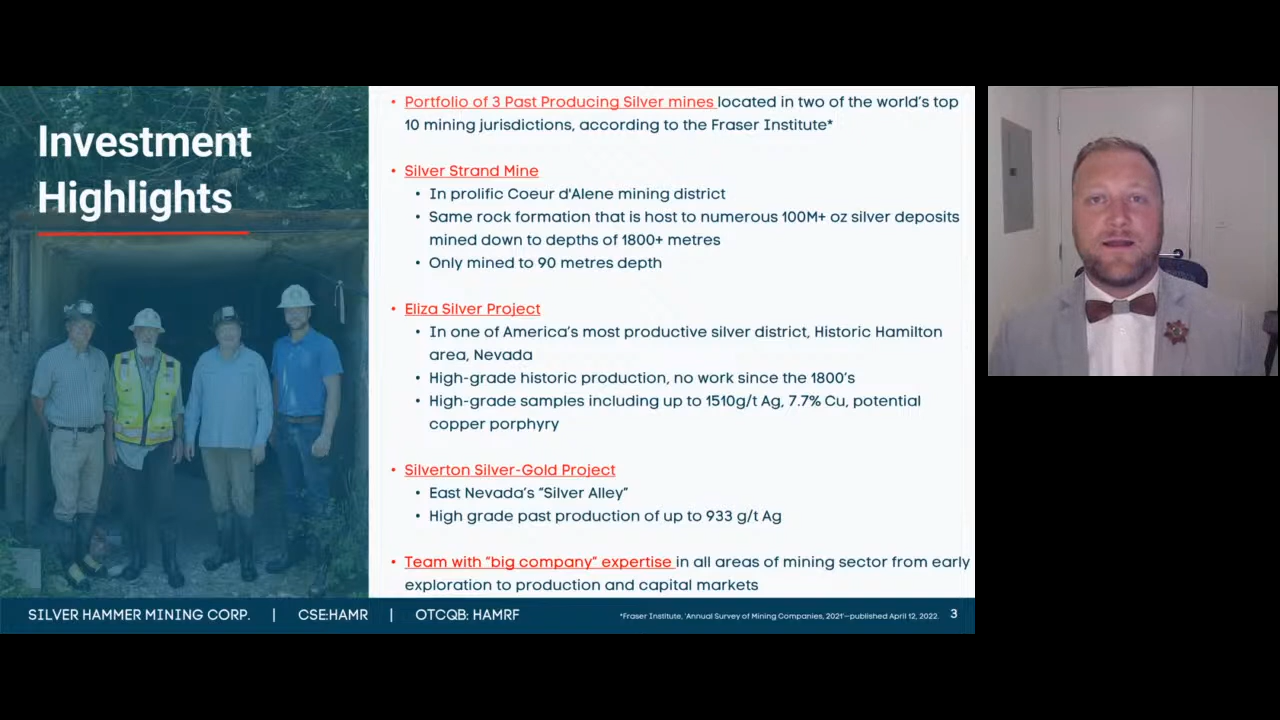 Investment
Highlights
• Portfolio of 3 Past Producing Silver mines located in two of the world's top
10 mining jurisdictions, according to the Fraser Institute*
• Silver Strand Mine
• In prolific Coeur d'Alene mining district
• Same rock formation that is host to numerous 100M+ oz silver deposits
mined down to depths of 1800+ metres
• Only mined to 90 metres depth
• Eliza Silver Project
• In one of America's most productive silver district, Historic Hamilton
area, Nevada
• High-grade historic production, no work since the 1800's
• High-grade samples including up to 1510g/t Ag, 7.7% Cu, potential
copper porphyry
• Silverton Silver-Gold Project
• East Nevada's "Silver Alley"
• High grade past production of up to 933 g/t Ag
• Team with "big company" expertise in all areas of mining sector from early
exploration to production and capital markets
SILVER HAMMER MINING CORP. | CSE:HAMR | OTCQB: HAMRF
*Fraser Institute, 'Annual Survey of Mining Companies, 2021'–published April 12, 2022. 3